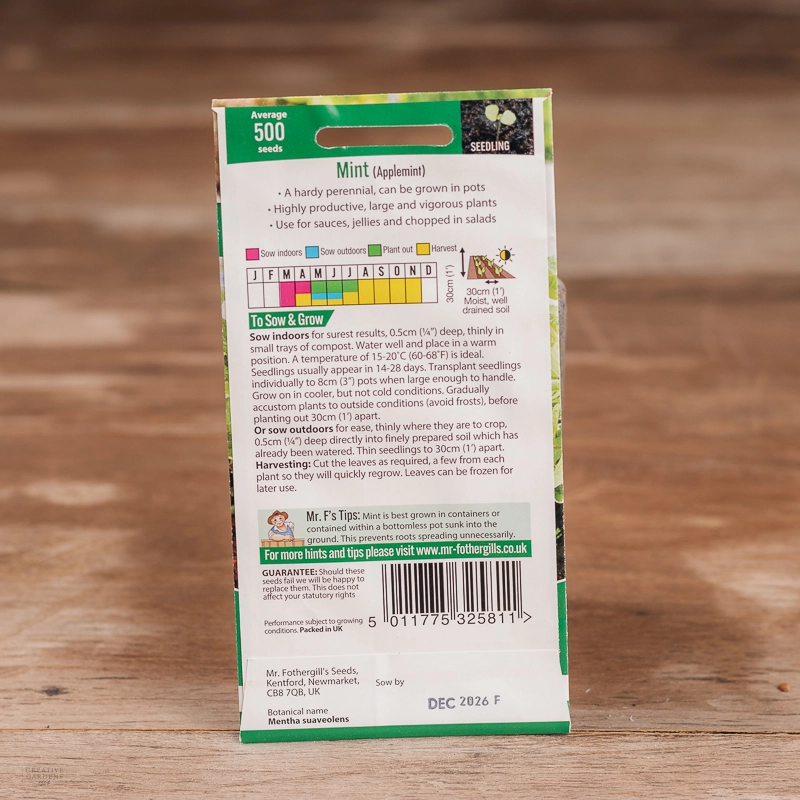 Average
500
seeds
SEEDLING
Mint (Applemint)
• A hardy perennial, can be grown in pots
• Highly productive, large and vigorous plants
• Use for sauces, jellies and chopped in salads
Sow indoors Sow outdoors Plant out Harvest
J F M A M J J A S O N D
30cm (1')
30cm (1')
Moist, well
drained soil
To Sow & Grow
Sow indoors for surest results, 0.5cm (¼") deep, thinly in
small trays of compost. Water well and place in a warm
position. A temperature of 15-20˚C (60-68˚F) is ideal.
Seedlings usually appear in 14-28 days. Transplant seedlings
individually to 8cm (3") pots when large enough to handle.
Grow on in cooler, but not cold conditions. Gradually
accustom plants to outside conditions (avoid frosts), before
planting out 30cm (1') apart.
Or sow outdoors for ease, thinly where they are to crop,
0.5cm (¼") deep directly into finely prepared soil which has
already been watered. Thin seedlings to 30cm (1') apart.
Harvesting: Cut the leaves as required, a few from each
plant so they will quickly regrow. Leaves can be frozen for
later use.
Mr. F's Tips: Mint is best grown in containers or
contained within a bottomless pot sunk into the
ground. This prevents roots spreading unnecessarily.
For more hints and tips please visit www.mr-fothergills.co.uk
GUARANTEE: Should these
seeds fail we will be happy to
replace them. This does not
affect your statutory rights
Performance subject to growing
conditions. Packed in UK
5 011775 325811 >
Mr. Fothergill's Seeds,
Kentford, Newmarket,
CB8 7QB, UK
Sow by
DEC 2026 F
Botanical name
Mentha suaveolens
CREATIVE
GARDENS